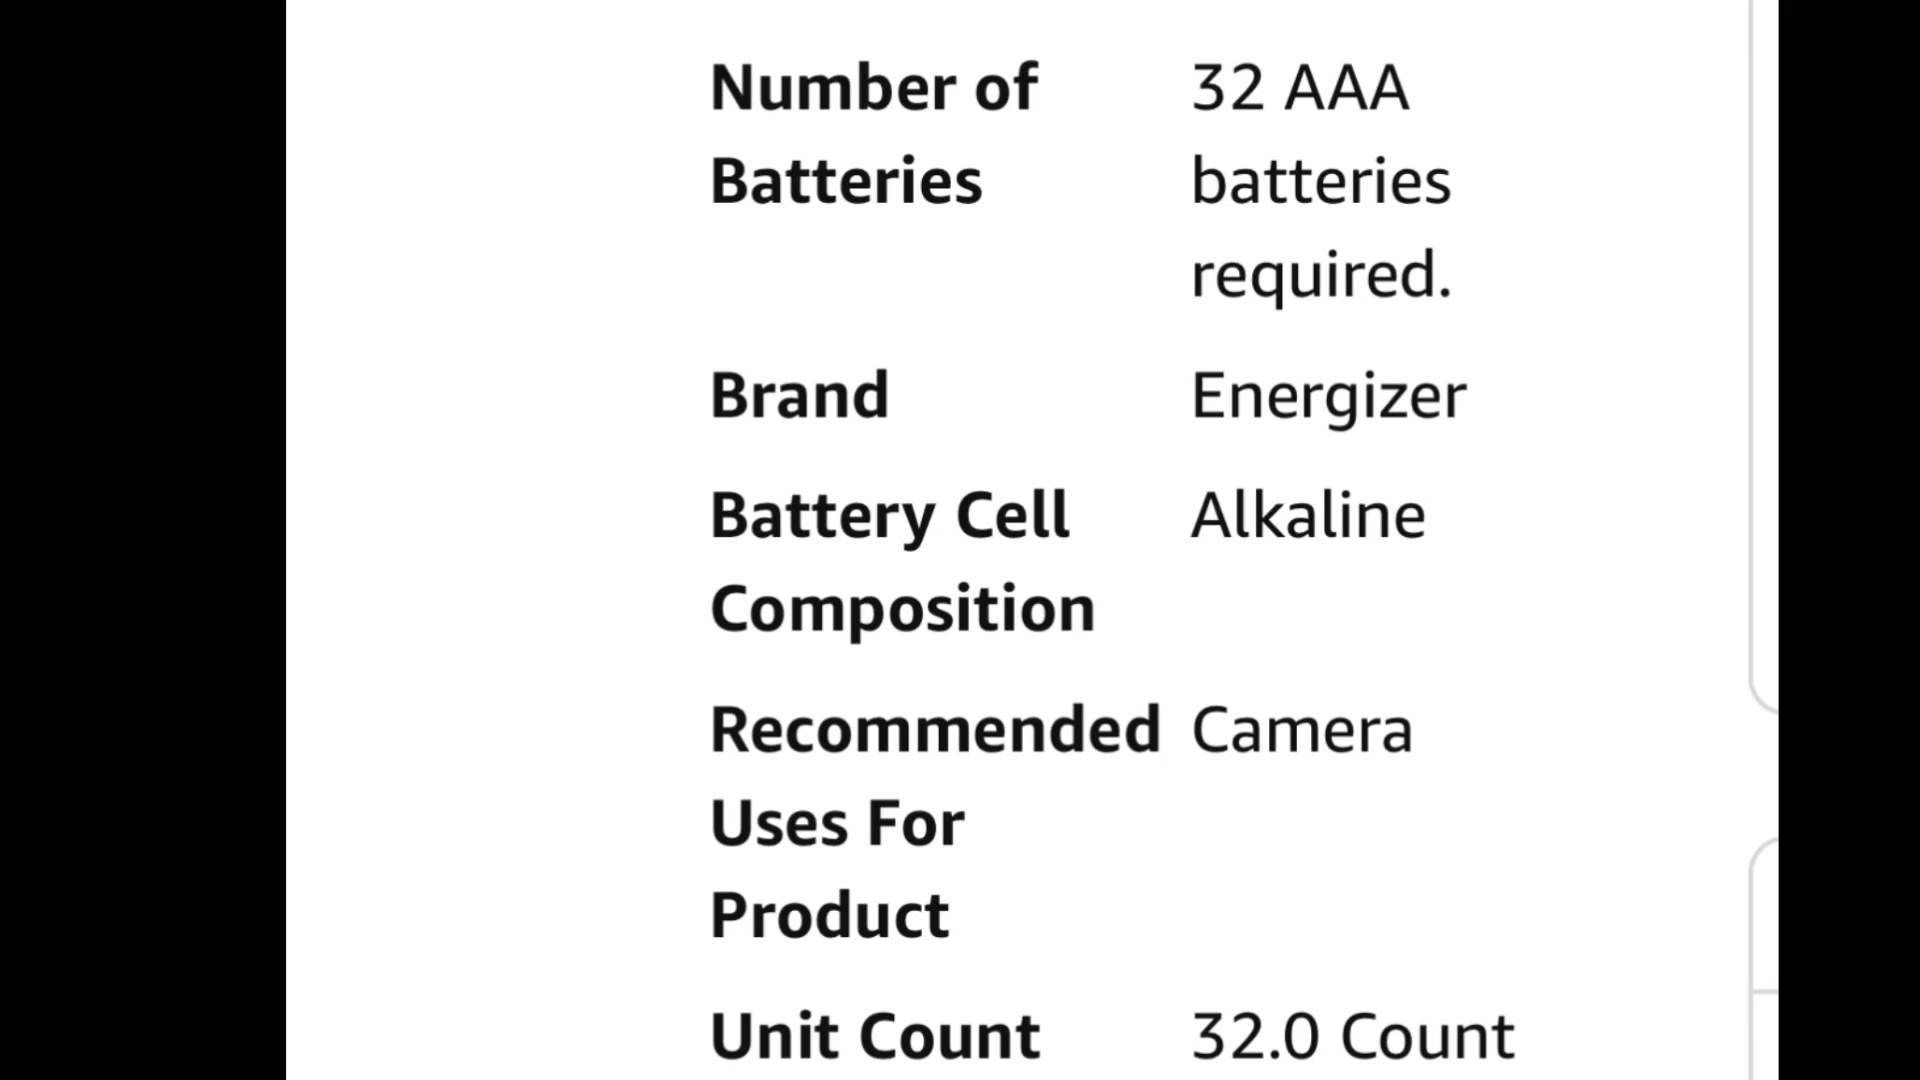 Number of Batteries 32 AAA batteries required.
Brand Energizer
Battery Cell Composition Alkaline
Recommended Uses For Product Camera
Unit Count 32.0 Count